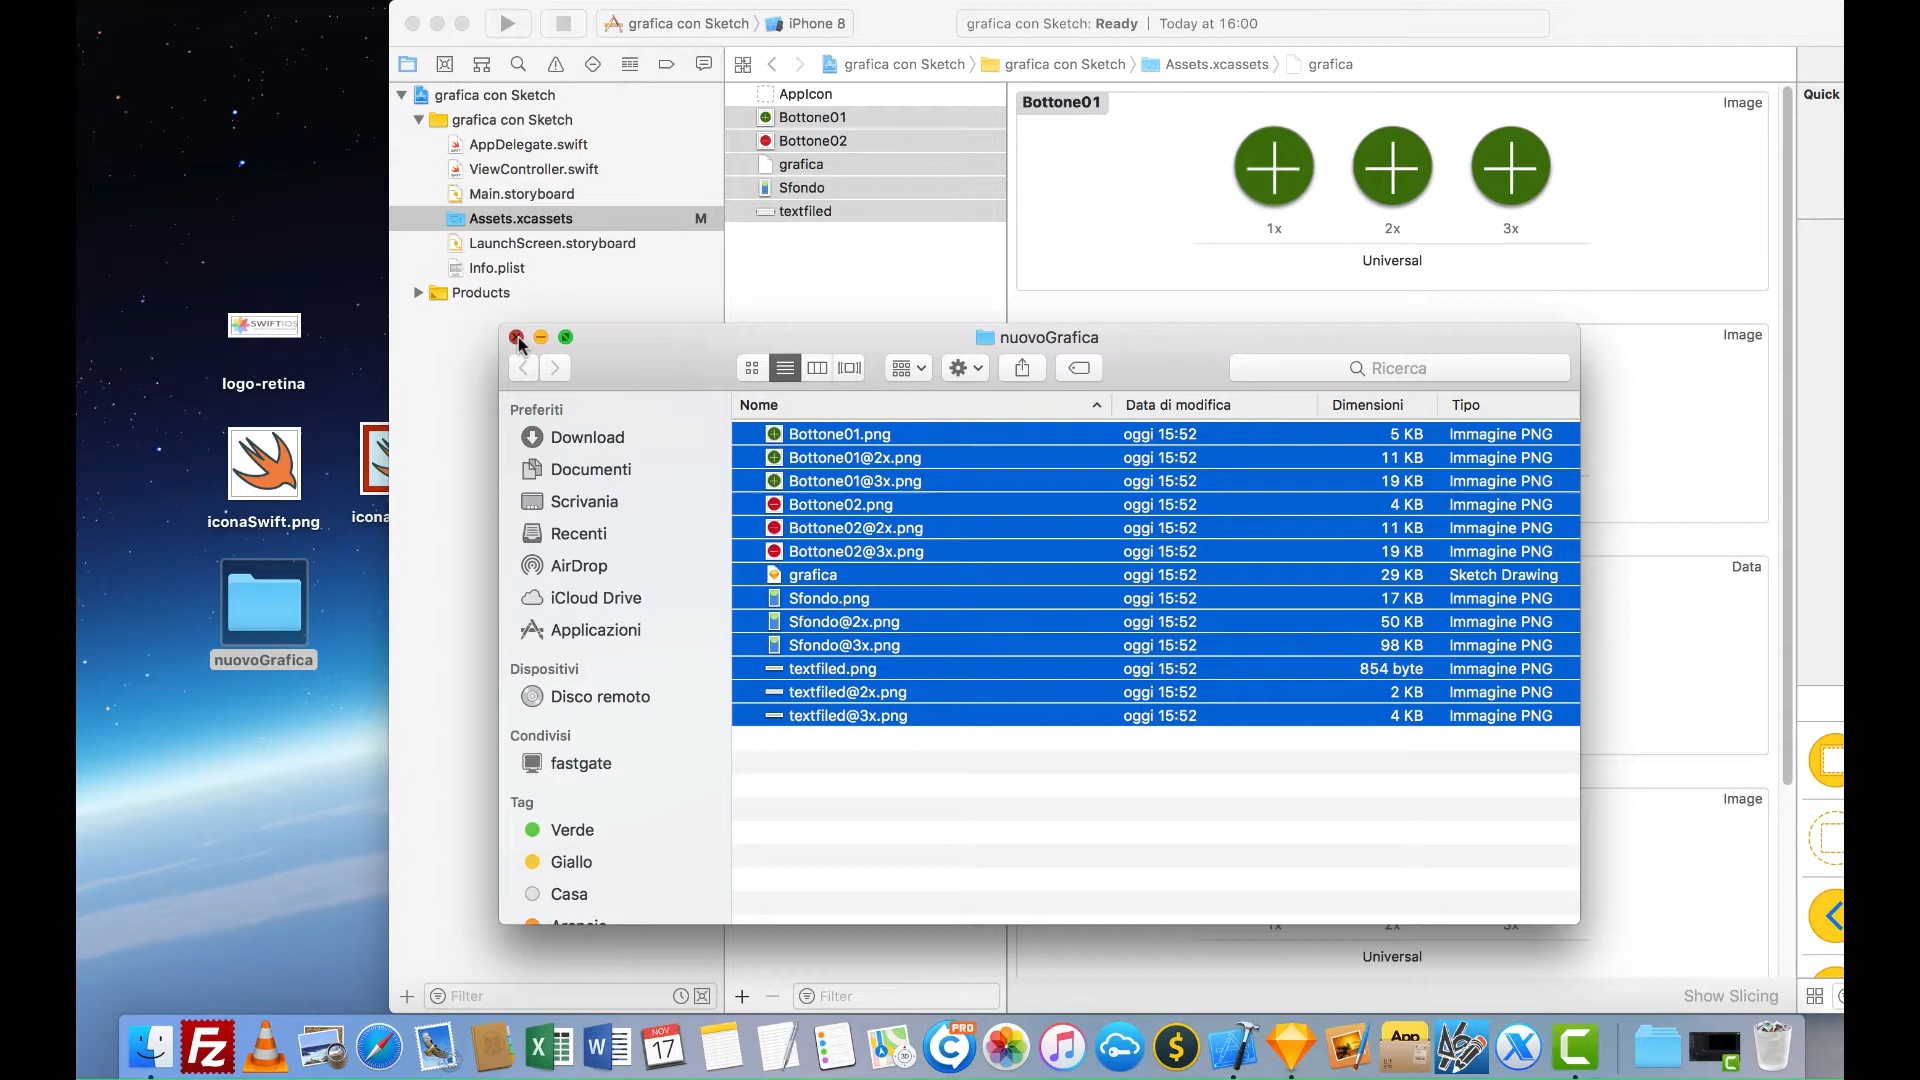 grafica con Sketch
iPhone 8
grafica con Sketch: Ready | Today at 16:00
grafica con Sketch
grafica con Sketch
Assets.xcassets
grafica
grafica con Sketch
grafica con Sketch
AppDelegate.swift
ViewController.swift
Main.storyboard
Assets.xcassets
M
LaunchScreen.storyboard
Info.plist
Products
AppIcon
Bottone01
Bottone02
grafica
Sfondo
textfiled
Bottone01
Image
1x
2x
3x
Universal
Quick
Image
Data
Image
Universal
Show Slicing
SWIFTIOS
logo-retina
iconaSwift.png
icona
nuovoGrafica
nuovoGrafica
Ricerca
Preferiti
Download
Documenti
Scrivania
Recenti
AirDrop
iCloud Drive
Applicazioni
Dispositivi
Disco remoto
Condivisi
fastgate
Tag
Verde
Giallo
Casa
Nome Data di modifica Dimensioni Tipo
Bottone01.png oggi 15:52 5 KB Immagine PNG
Bottone01@2x.png oggi 15:52 11 KB Immagine PNG
Bottone01@3x.png oggi 15:52 19 KB Immagine PNG
Bottone02.png oggi 15:52 4 KB Immagine PNG
Bottone02@2x.png oggi 15:52 11 KB Immagine PNG
Bottone02@3x.png oggi 15:52 19 KB Immagine PNG
grafica oggi 15:52 29 KB Sketch Drawing
Sfondo.png oggi 15:52 17 KB Immagine PNG
Sfondo@2x.png oggi 15:52 50 KB Immagine PNG
Sfondo@3x.png oggi 15:52 98 KB Immagine PNG
textfiled.png oggi 15:52 854 byte Immagine PNG
textfiled@2x.png oggi 15:52 2 KB Immagine PNG
textfiled@3x.png oggi 15:52 4 KB Immagine PNG
Filter
Filter
Fz
X
W
NOV
17
3D
PRO
C
$
App
X
C